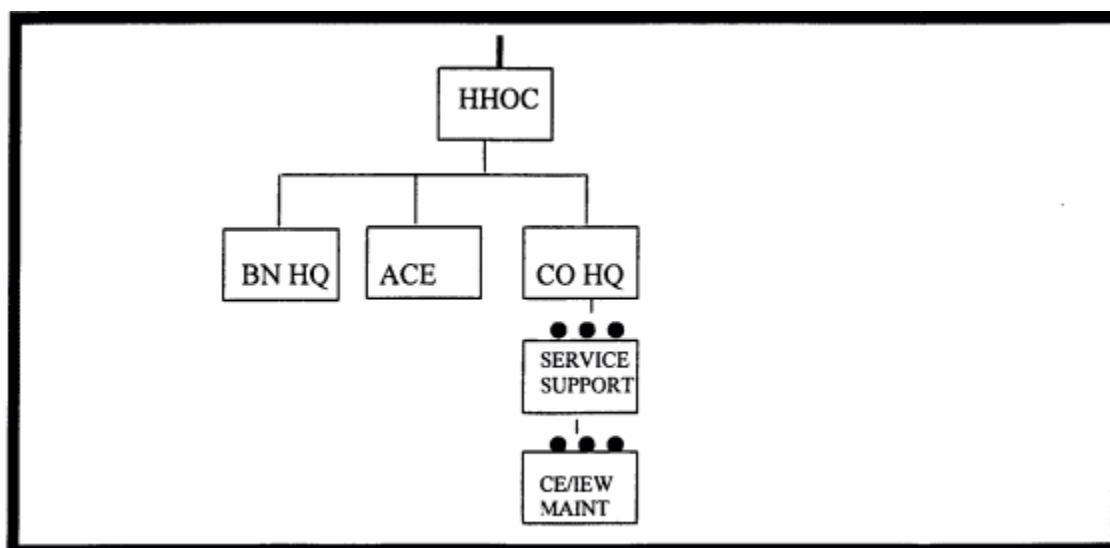 HHOC
BN HQ
ACE
CO HQ
SERVICE
SUPPORT
CE/IEW
MAINT